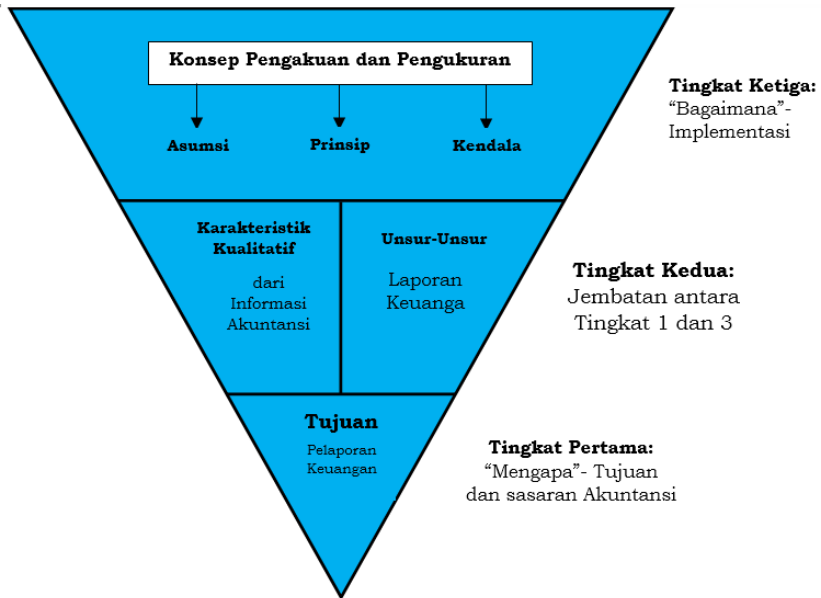 Konsep Pengakuan dan Pengukuran
Asumsi
Prinsip
Kendala
Tingkat Ketiga:
“Bagaimana”-
Implementasi
Karakteristik
Kualitatif
dari
Informasi
Akuntansi
Unsur-Unsur
Laporan
Keuanga
Tingkat Kedua:
Jembatan antara
Tingkat 1 dan 3
Tujuan
Pelaporan
Keuangan
Tingkat Pertama:
“Mengapa”- Tujuan
dan sasaran Akuntansi